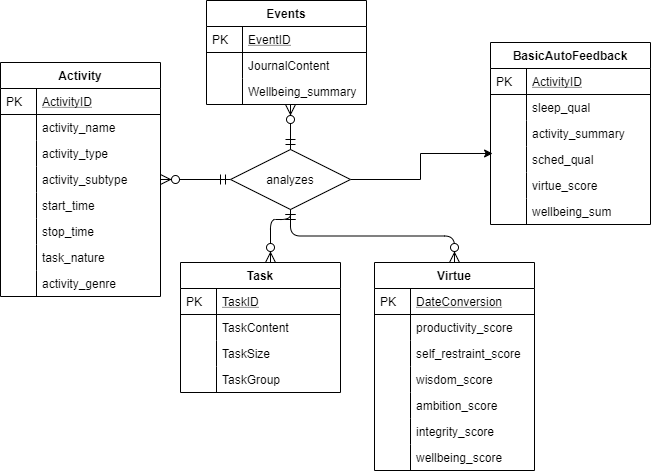 Events
PK EventID
JournalContent
Wellbeing_summary
Activity
PK ActivityID
activity_name
activity_type
activity_subtype
start_time
stop_time
task_nature
activity_genre
analyzes
BasicAutoFeedback
PK ActivityID
sleep_qual
activity_summary
sched_qual
virtue_score
wellbeing_sum
Task
PK TaskID
TaskContent
TaskSize
TaskGroup
Virtue
PK DateConversion
productivity_score
self_restraint_score
wisdom_score
ambition_score
integrity_score
wellbeing_score